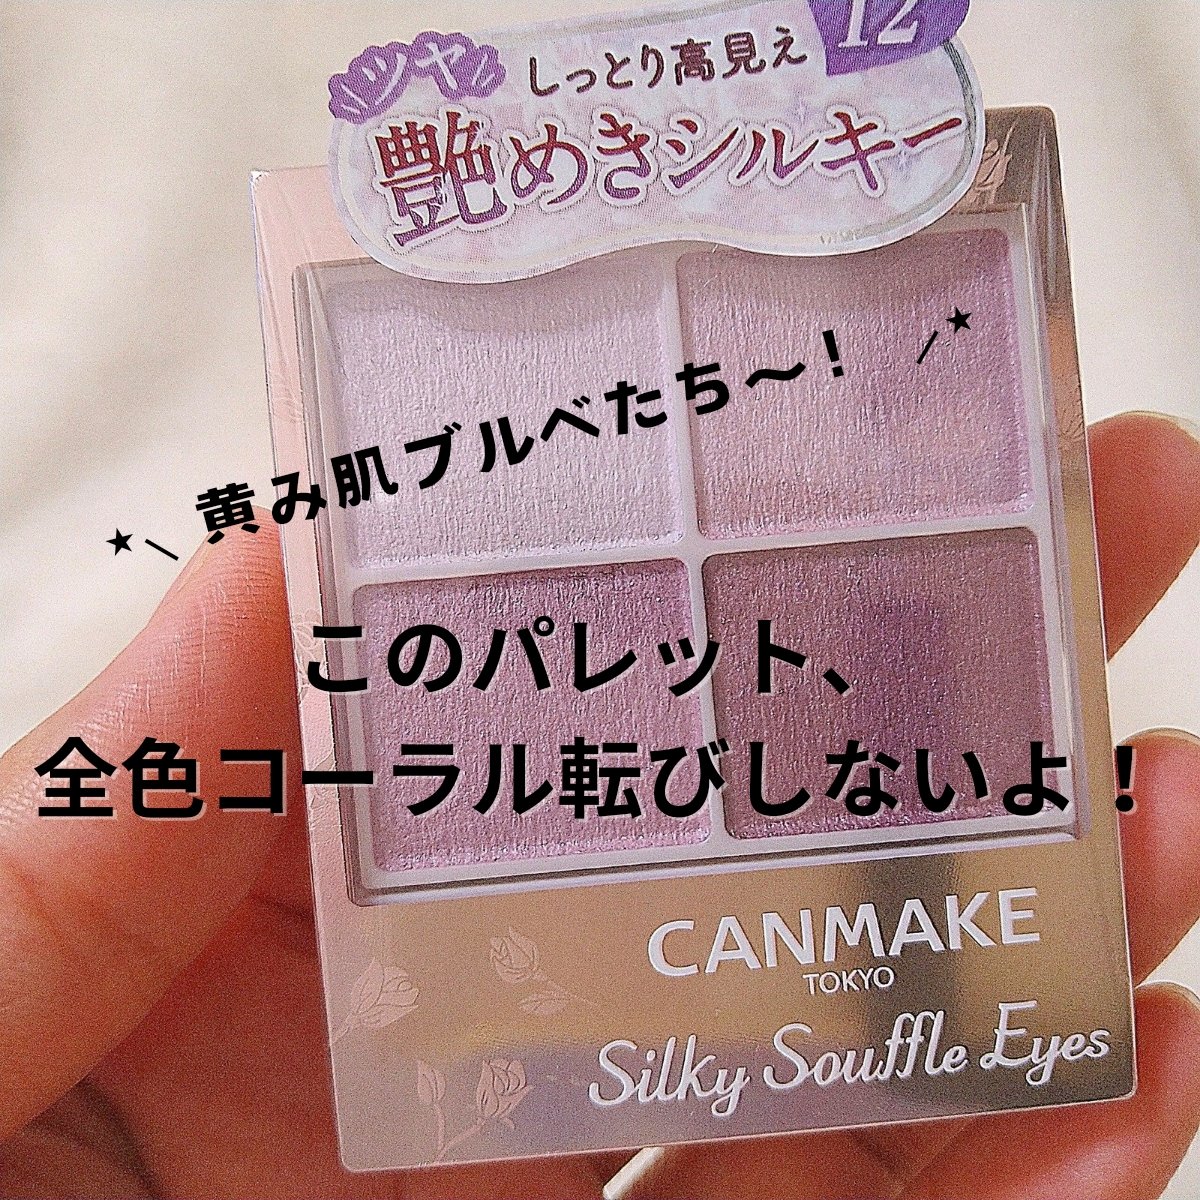 12
ツヤ
しっとり高見え
艶めきシルキー
★\ 黄み肌ブルベたち〜! /★
このパレット、
全色コーラル転びしないよ!
CANMAKE
TOKYO
Silky Souffle Eyes